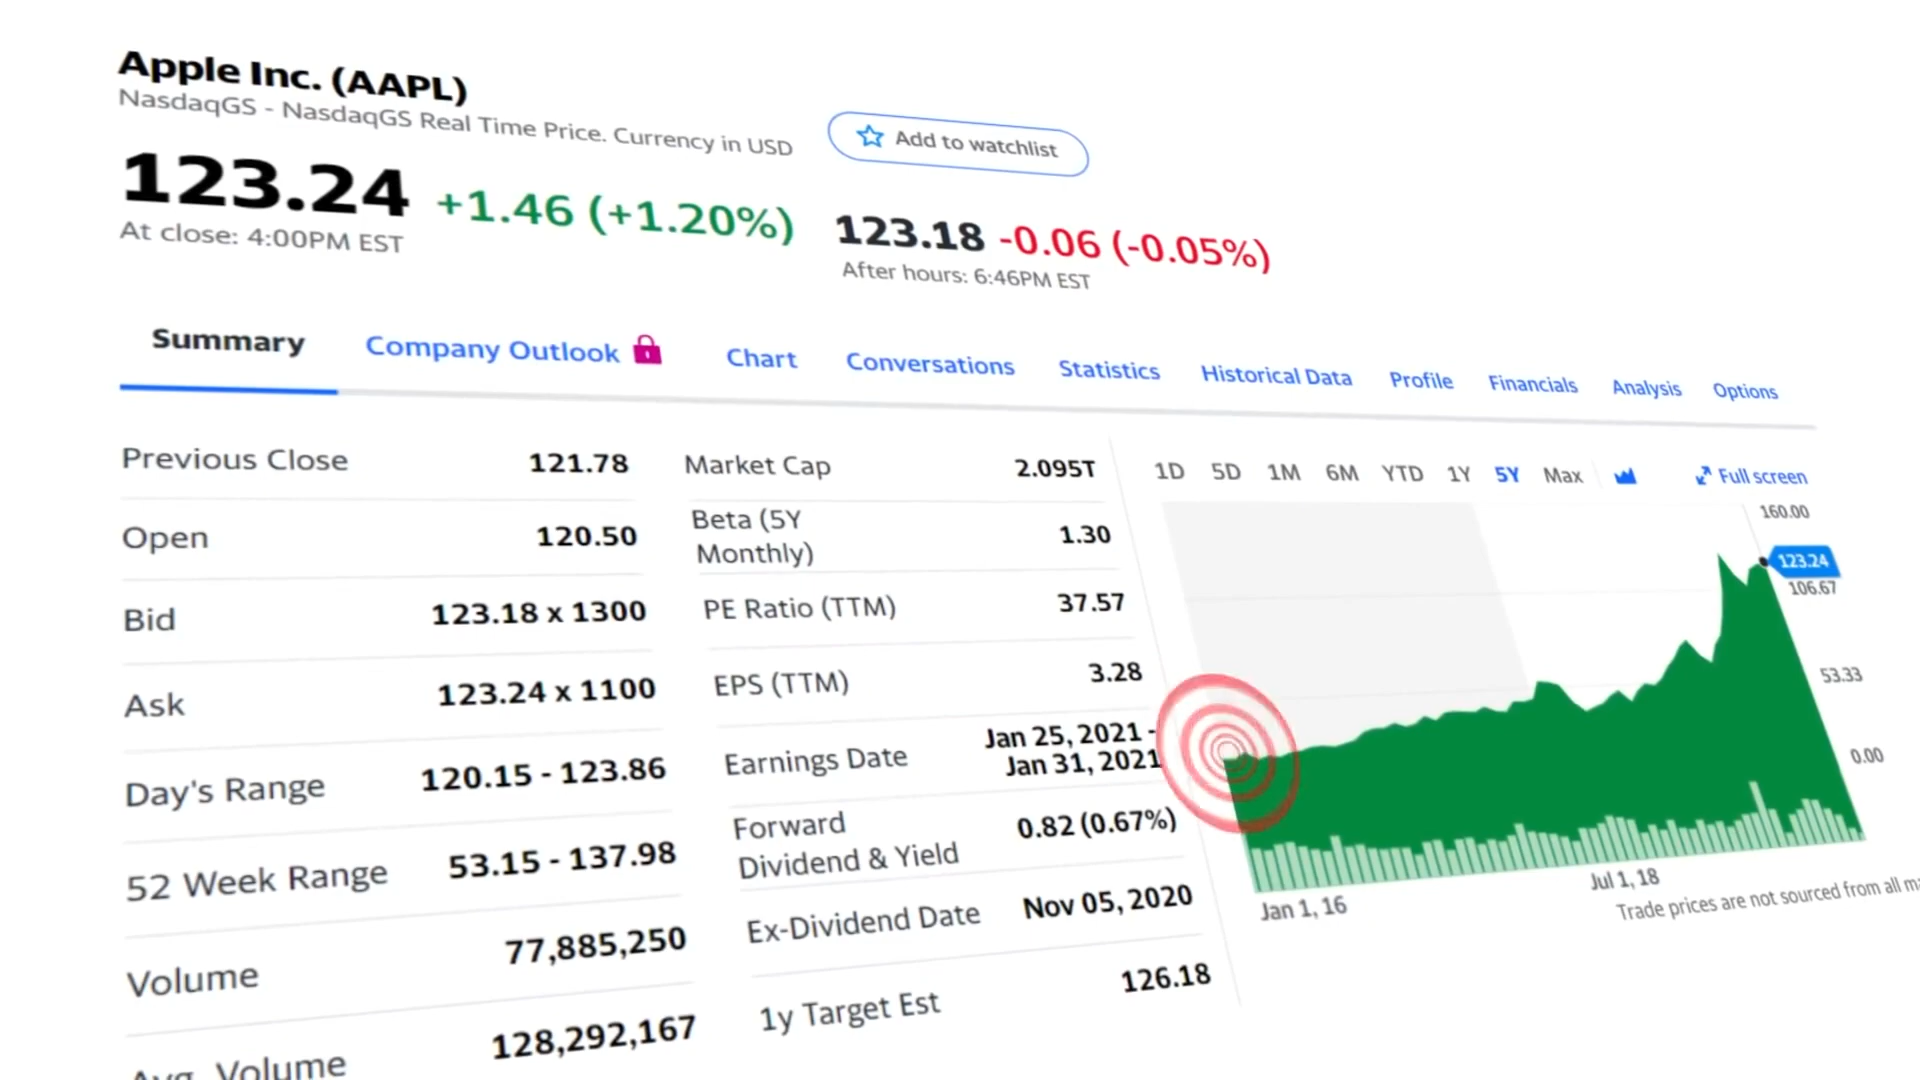 Apple Inc. (AAPL)
NasdaqGS - NasdaqGS Real Time Price. Currency in USD
Add to watchlist
123.24 +1.46 (+1.20%)
At close: 4:00PM EST
123.18 -0.06 (-0.05%)
After hours: 6:46PM EST
Summary Company Outlook Chart Conversations Statistics Historical Data Profile Financials Analysis Options
Previous Close 121.78
Open 120.50
Bid 123.18 x 1300
Ask 123.24 x 1100
Day's Range 120.15 - 123.86
52 Week Range 53.15 - 137.98
Volume 77,885,250
Avg. Volume 128,292,167
Market Cap 2.095T
Beta (5Y
Monthly) 1.30
PE Ratio (TTM) 37.57
EPS (TTM) 3.28
Earnings Date Jan 25, 2021 -
Jan 31, 2021
Forward
Dividend & Yield 0.82 (0.67%)
Ex-Dividend Date Nov 05, 2020
1y Target Est 126.18
1D 5D 1M 6M YTD 1Y 5Y Max Full screen
160.00
123.24
106.67
53.33
0.00
Jan 1, 16 Jul 1, 18
Trade prices are not sourced from all